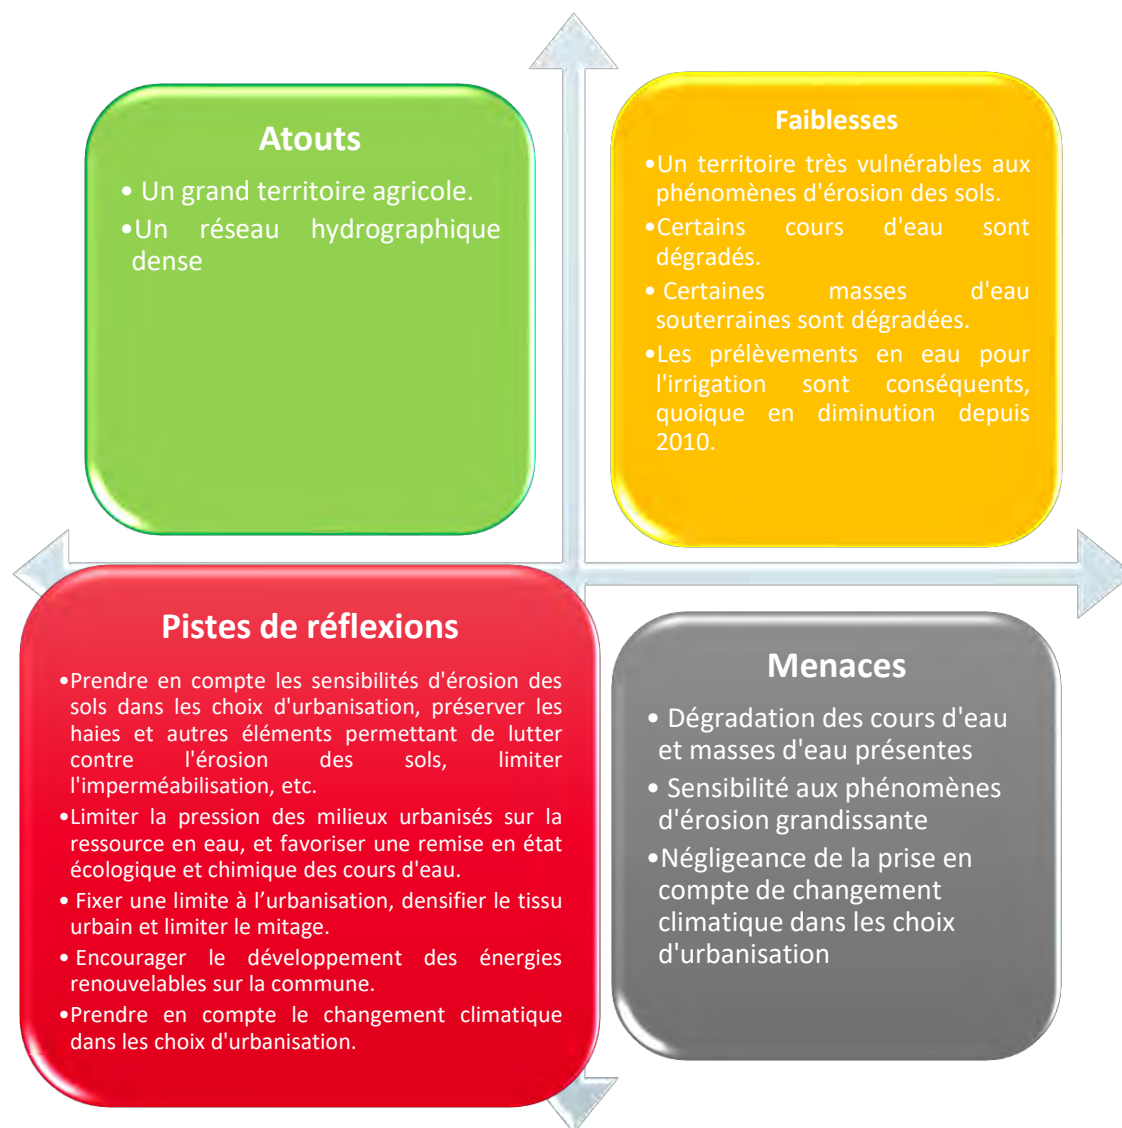 Atouts
• Un grand territoire agricole.
•Un réseau hydrographique
dense
Faiblesses
•Un territoire très vulnérables aux
phénomènes d'érosion des sols.
•Certains cours d'eau sont
dégradés.
• Certaines masses d'eau
souterraines sont dégradées.
•Les prélèvements en eau pour
l'irrigation sont conséquents,
quoique en diminution depuis
2010.
Pistes de réflexions
•Prendre en compte les sensibilités d'érosion des
sols dans les choix d'urbanisation, préserver les
haies et autres éléments permettant de lutter
contre l'érosion des sols, limiter
l'imperméabilisation, etc.
•Limiter la pression des milieux urbanisés sur la
ressource en eau, et favoriser une remise en état
écologique et chimique des cours d'eau.
• Fixer une limite à l’urbanisation, densifier le tissu
urbain et limiter le mitage.
• Encourager le développement des énergies
renouvelables sur la commune.
•Prendre en compte le changement climatique
dans les choix d'urbanisation.
Menaces
• Dégradation des cours d'eau
et masses d'eau présentes
• Sensibilité aux phénomènes
d'érosion grandissante
•Négligeance de la prise en
compte de changement
climatique dans les choix
d'urbanisation